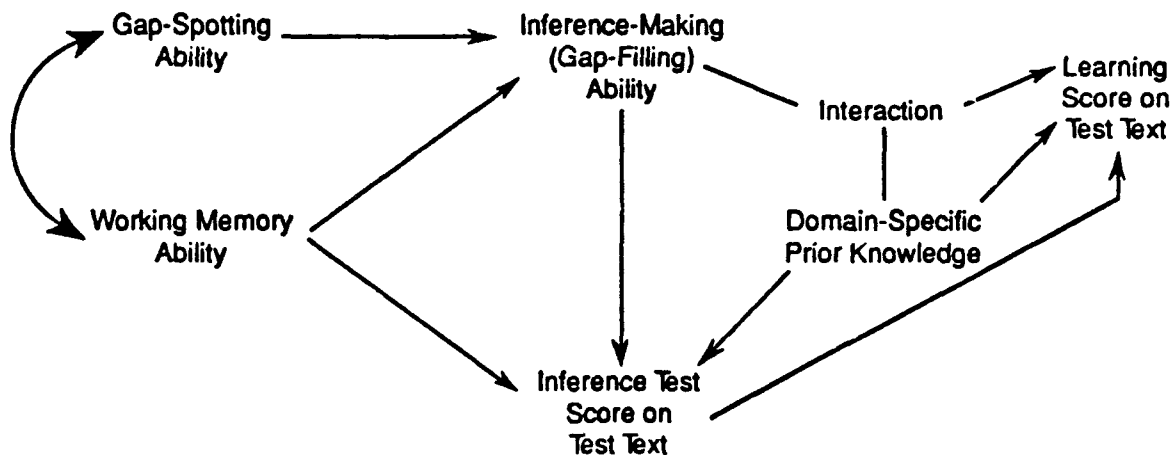 Gap-Spotting
Ability
Inference-Making
(Gap-Filling)
Ability
Learning
Score on
Test Text
Interaction
Working Memory
Ability
Domain-Specific
Prior Knowledge
Inference Test
Score on
Test Text